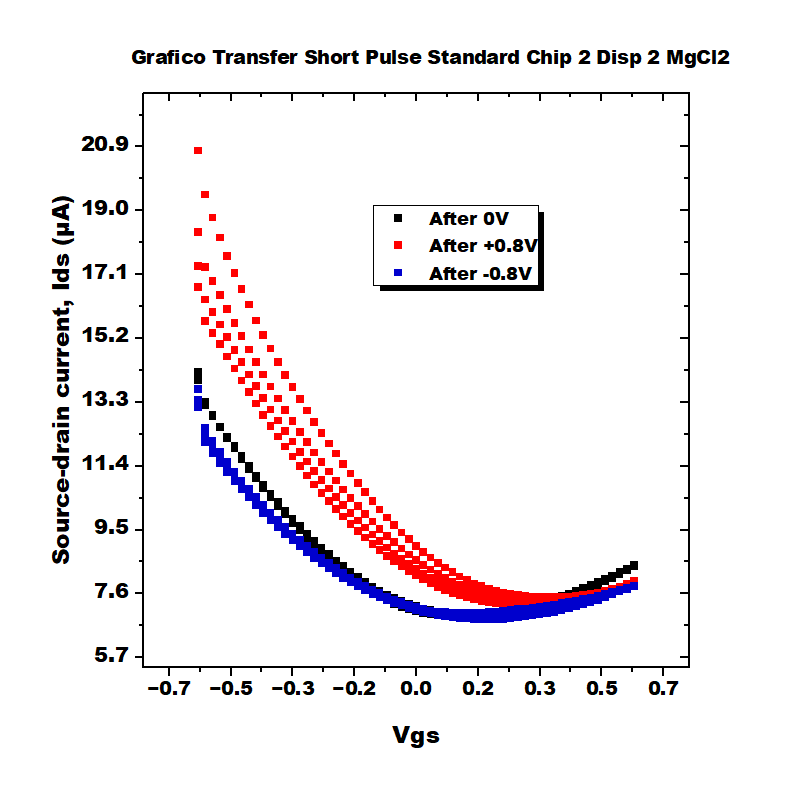 Grafico Transfer Short Pulse Standard Chip 2 Disp 2 MgCl2
20.9
19.0
17.1
15.2
13.3
11.4
9.5
7.6
5.7
Source-drain current, Ids (μA)
After 0V
After +0.8V
After -0.8V
−0.7 −0.5 −0.3 −0.2 0.0 0.2 0.3 0.5 0.7
Vgs